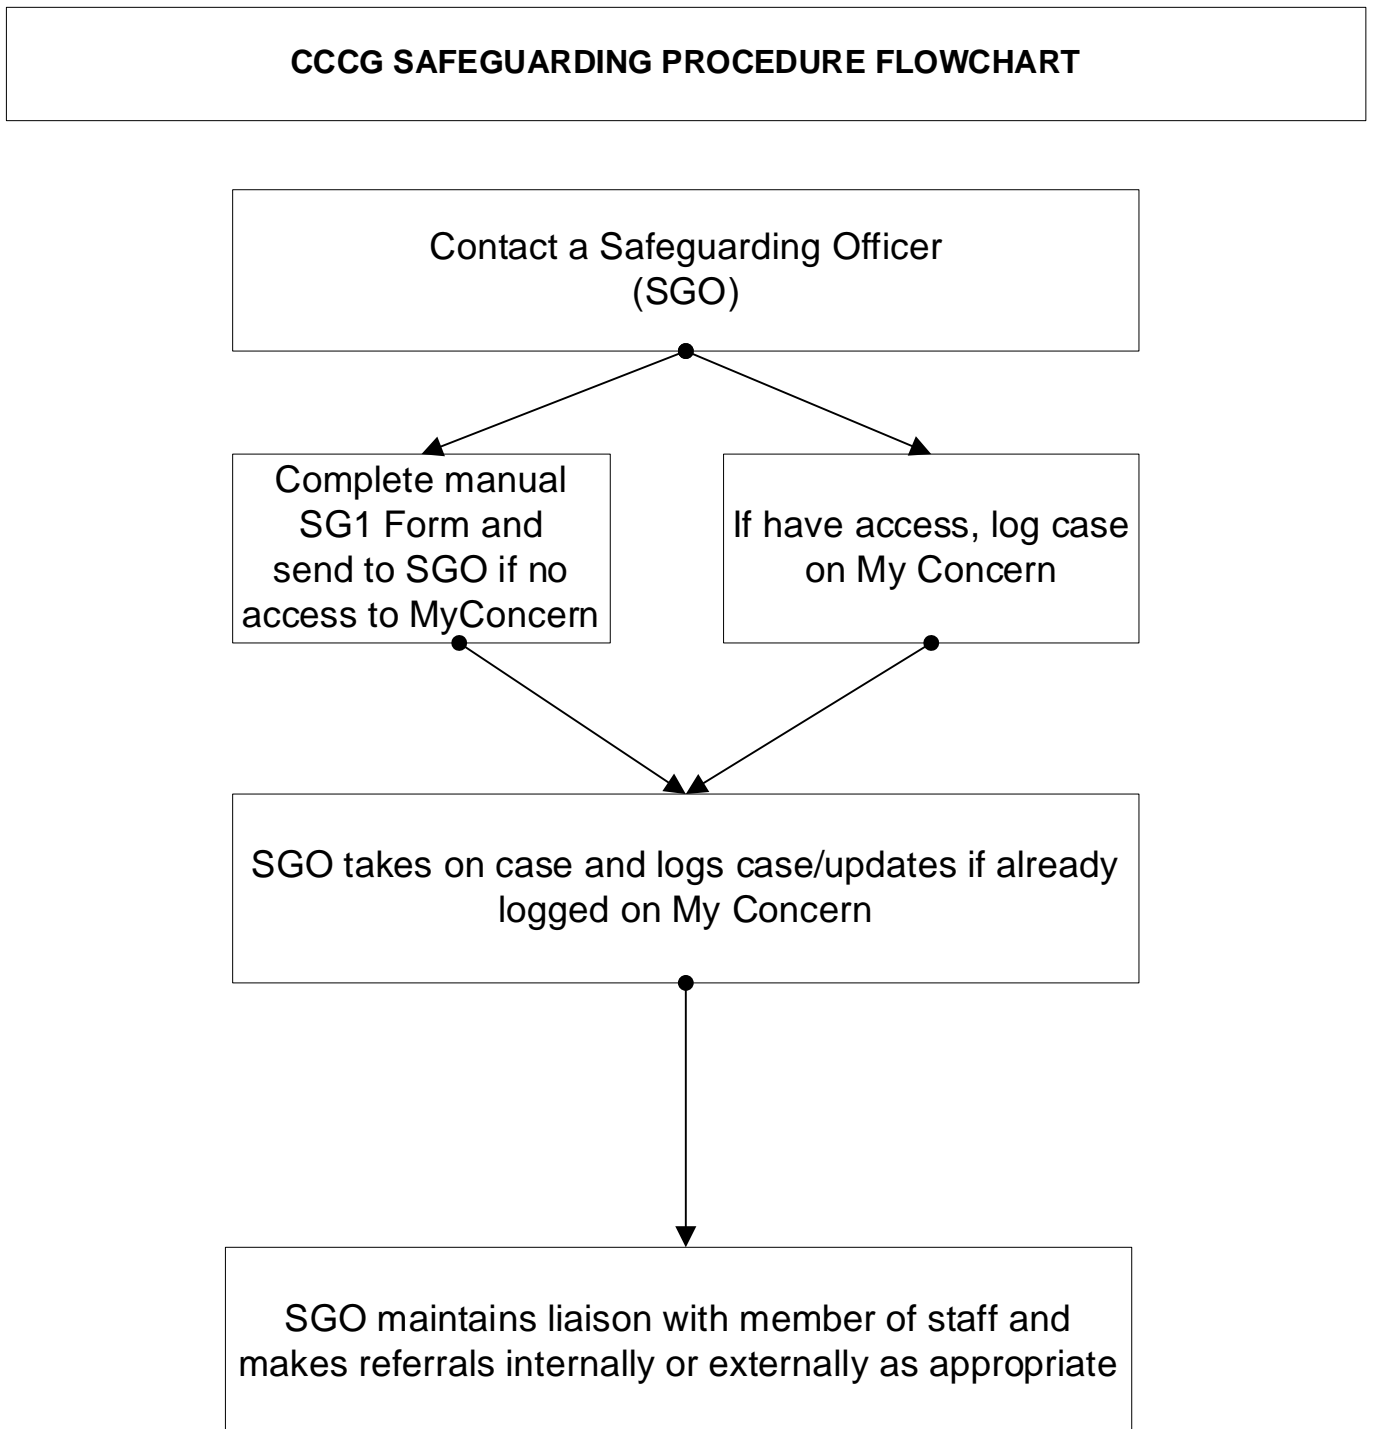 CCCG SAFEGUARDING PROCEDURE FLOWCHART
Contact a Safeguarding Officer
(SGO)
Complete manual
SG1 Form and
send to SGO if no
access to MyConcern
If have access, log case
on My Concern
SGO takes on case and logs case/updates if already
logged on My Concern
SGO maintains liaison with member of staff and
makes referrals internally or externally as appropriate